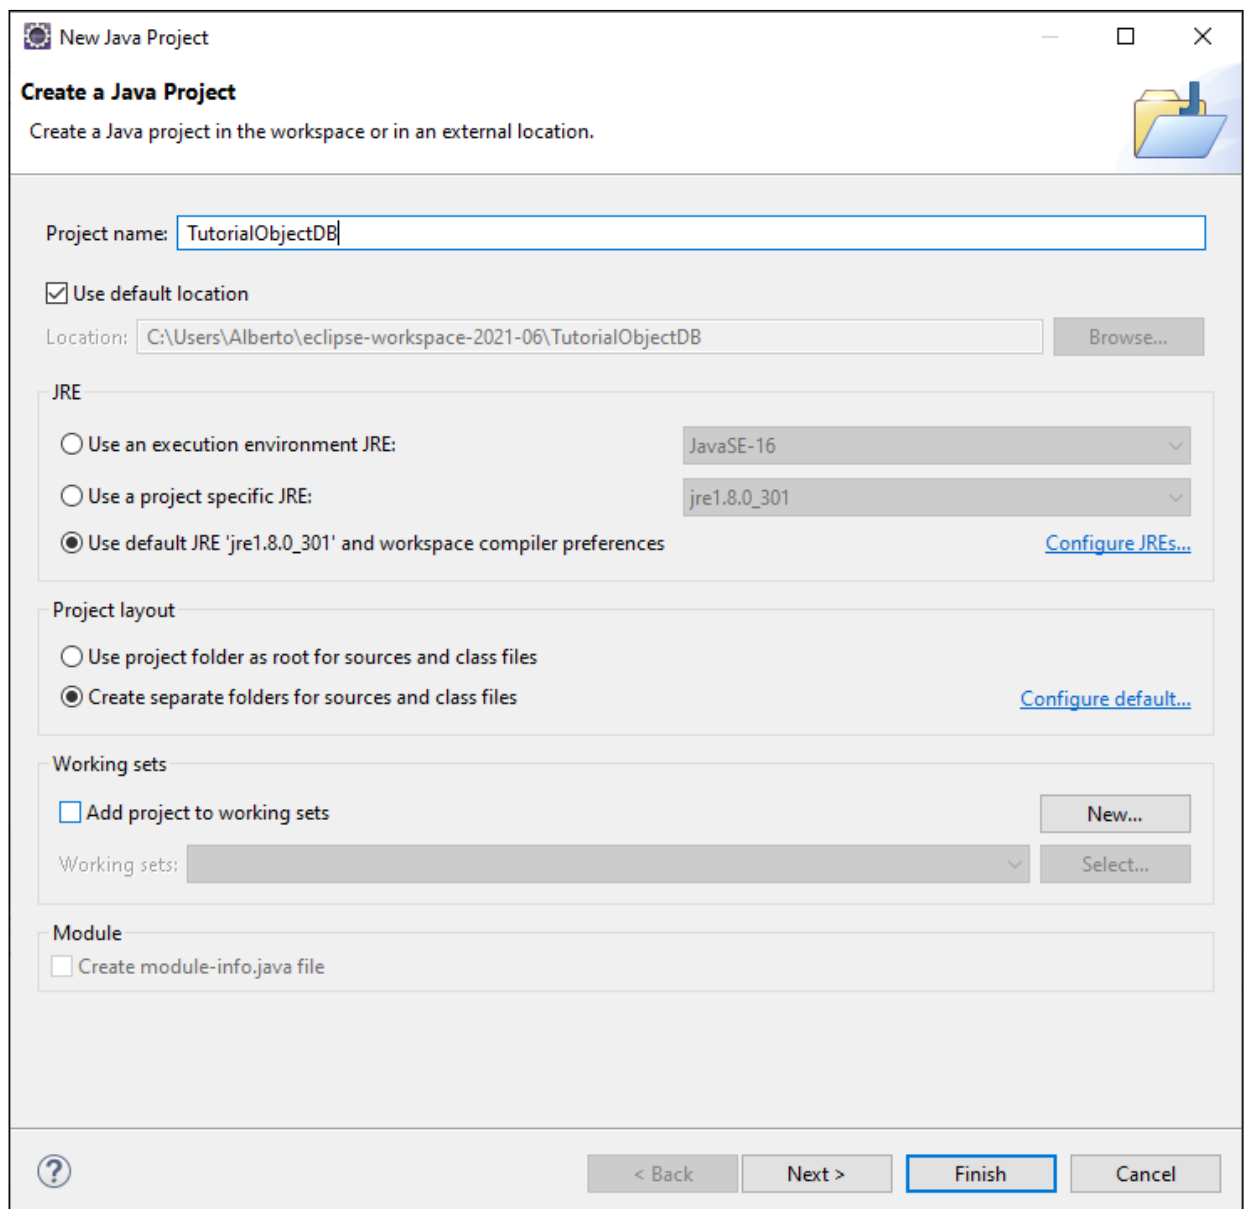 New Java Project
Create a Java Project
Create a Java project in the workspace or in an external location.
Project name: TutorialObjectDB
Use default location
Location: C:\Users\Alberto\eclipse-workspace-2021-06\TutorialObjectDB Browse...
JRE
Use an execution environment JRE: JavaSE-16
Use a project specific JRE: jre1.8.0_301
Use default JRE 'jre1.8.0_301' and workspace compiler preferences Configure JREs...
Project layout
Use project folder as root for sources and class files
Create separate folders for sources and class files Configure default...
Working sets
Add project to working sets New...
Working sets: Select...
Module
Create module-info.java file
? < Back Next > Finish Cancel